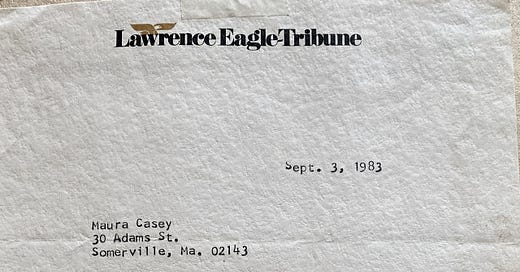 Lawrence Eagle-Tribune
Sept. 3, 1983
Maura Casey
30 Adams St.
Somerville, Ma. 02143